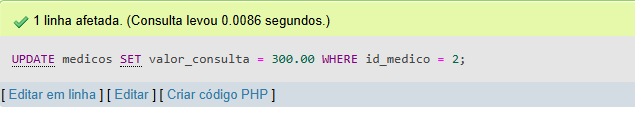 1 linha afetada. (Consulta levou 0.0086 segundos.)
UPDATE medicos SET valor_consulta = 300.00 WHERE id_medico = 2;
[ Editar em linha ] [ Editar ] [ Criar código PHP ]